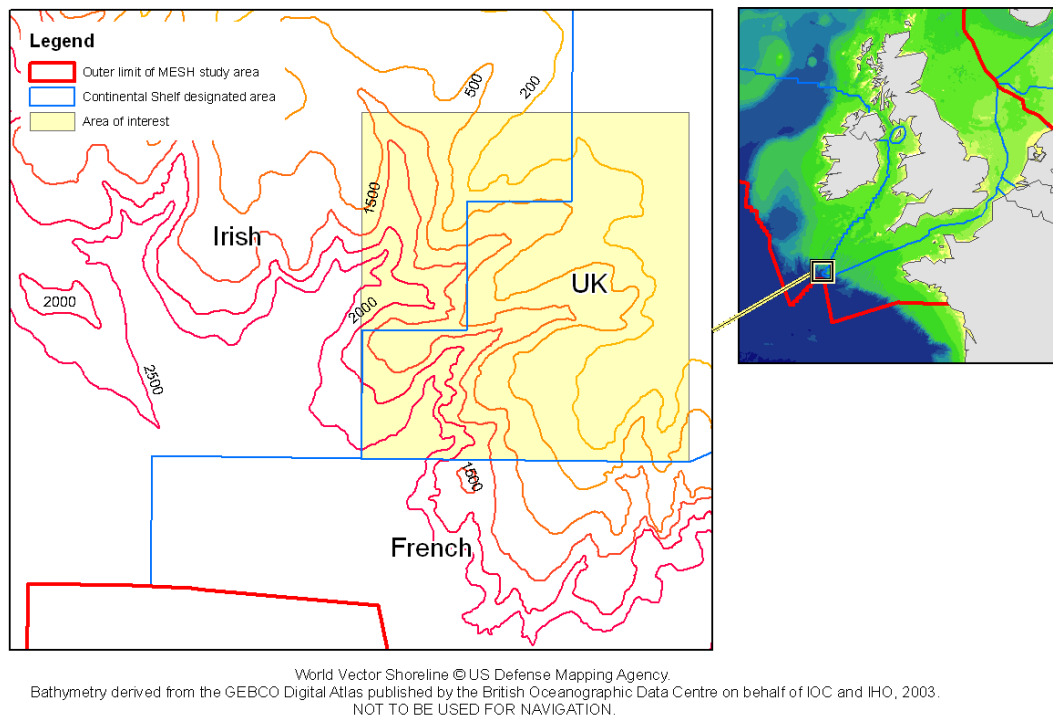 Legend
Outer limit of MESH study area
Continental Shelf designated area
Area of interest
500
200
1500
Irish
UK
2000
2000
2500
1500
French
World Vector Shoreline © US Defense Mapping Agency.
Bathymetry derived from the GEBCO Digital Atlas published by the British Oceanographic Data Centre on behalf of IOC and IHO, 2003.
NOT TO BE USED FOR NAVIGATION.